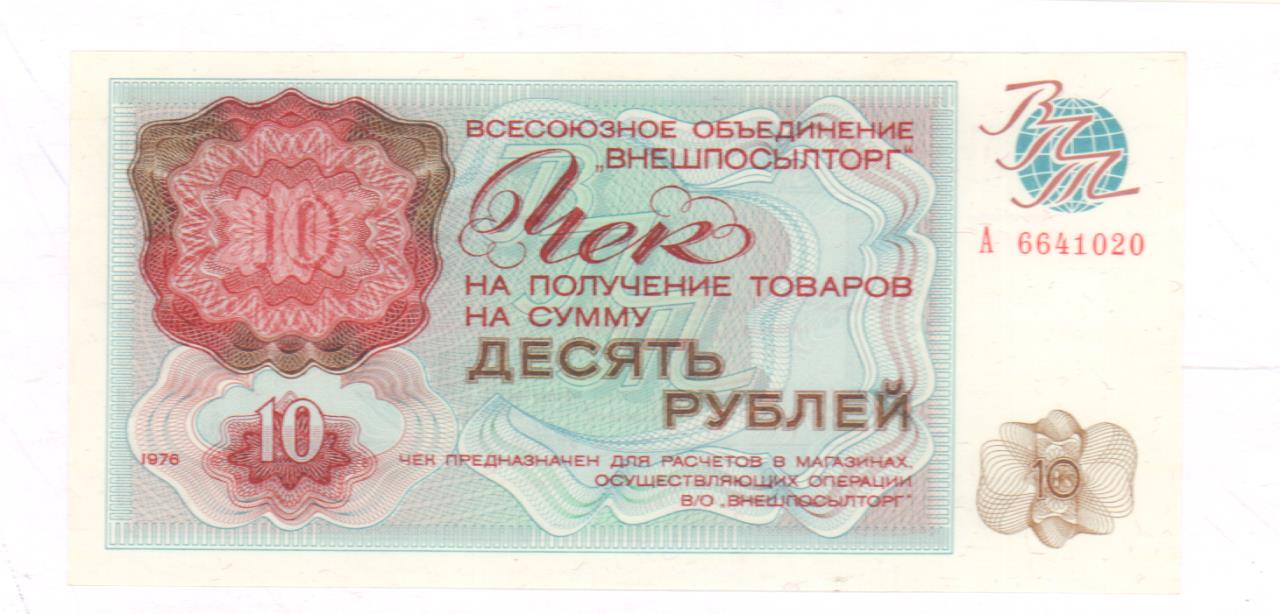 ВСЕСОЮЗНОЕ ОБЪЕДИНЕНИЕ
„ВНЕШПОСЫЛТОРГ"
Чек
НА ПОЛУЧЕНИЕ ТОВАРОВ
НА СУММУ
ДЕСЯТЬ
РУБЛЕЙ
ЧЕК ПРЕДНАЗНАЧЕН ДЛЯ РАСЧЕТОВ В МАГАЗИНАХ,
ОСУЩЕСТВЛЯЮЩИХ ОПЕРАЦИИ
В/О „ВНЕШПОСЫЛТОРГ"
10
10
1976
ВПТ
ВПТ
А 6641020
10